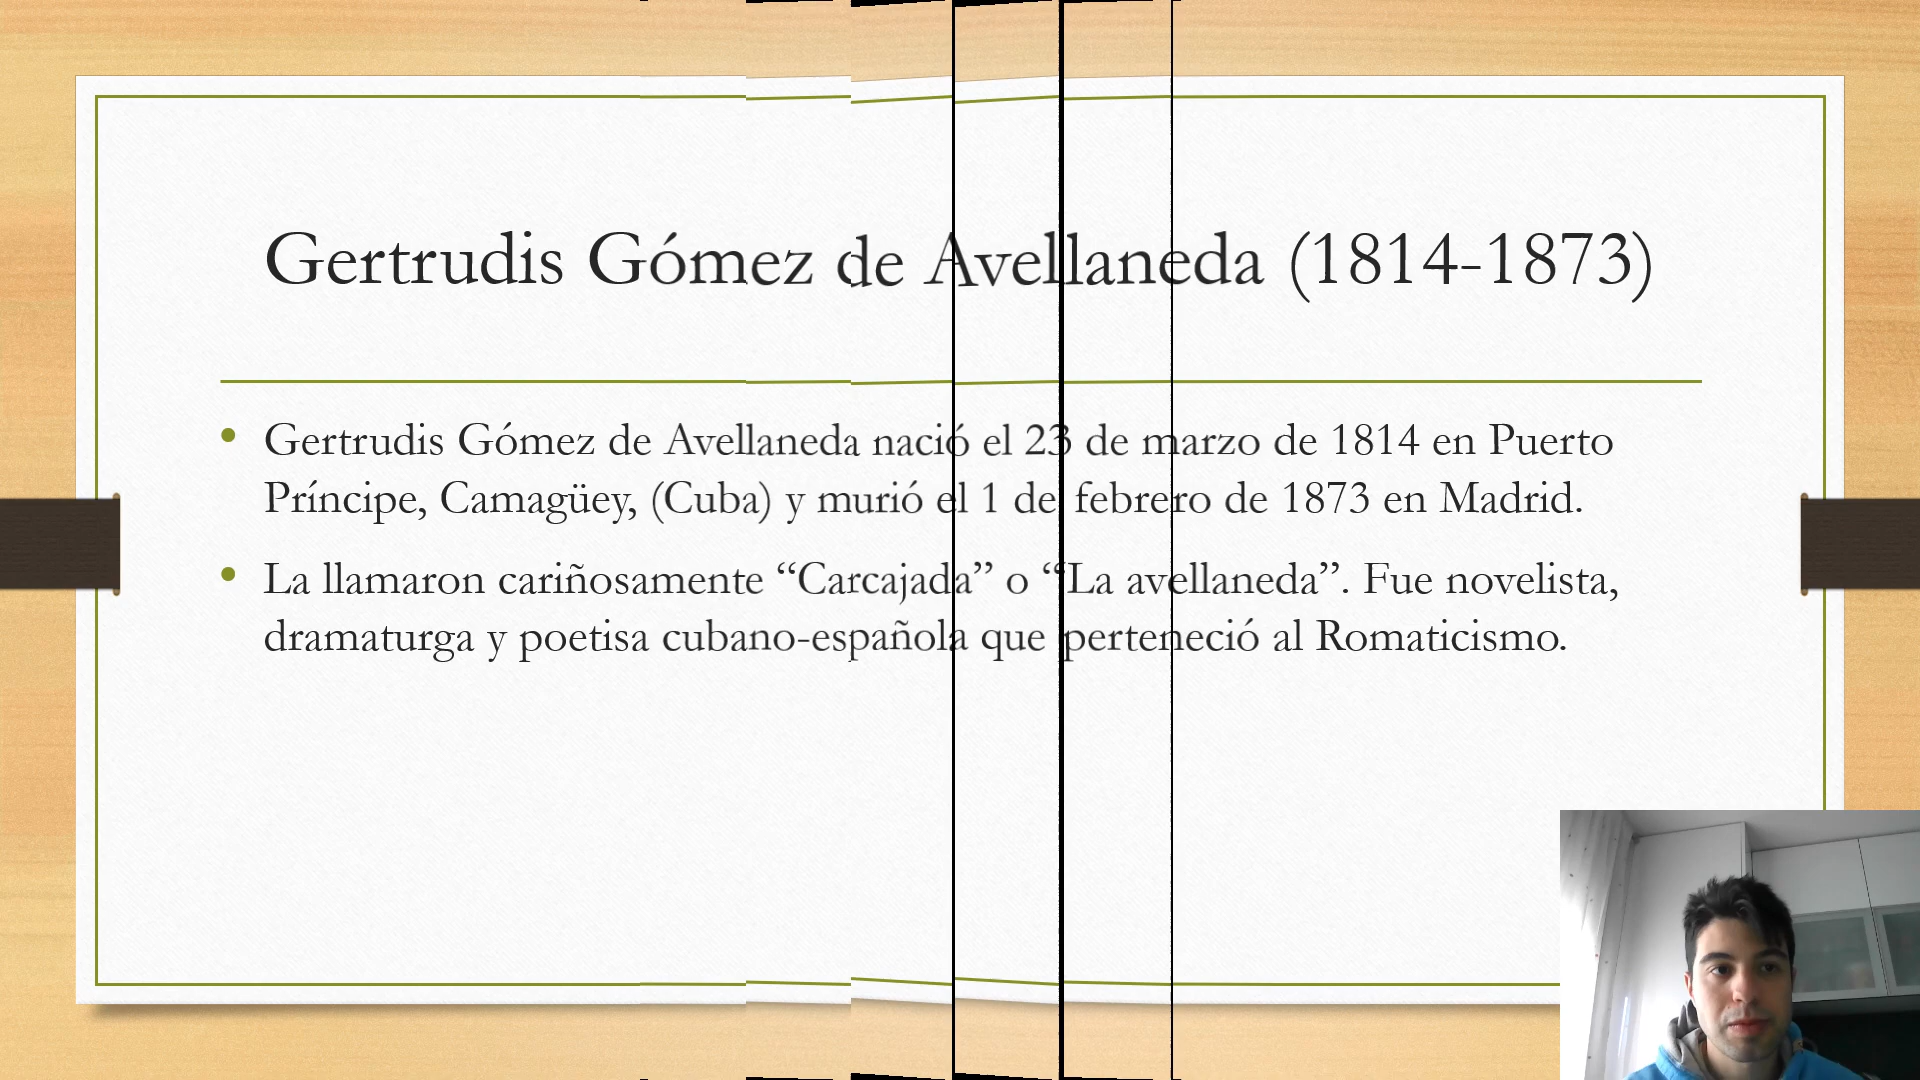 Gertrudis Gómez de Avellaneda (1814-1873)
• Gertrudis Gómez de Avellaneda nació el 23 de marzo de 1814 en Puerto
Príncipe, Camagüey, (Cuba) y murió el 1 de febrero de 1873 en Madrid.
• La llamaron cariñosamente “Carcajada” o “La avellaneda”. Fue novelista,
dramaturga y poetisa cubano-española que perteneció al Romaticismo.